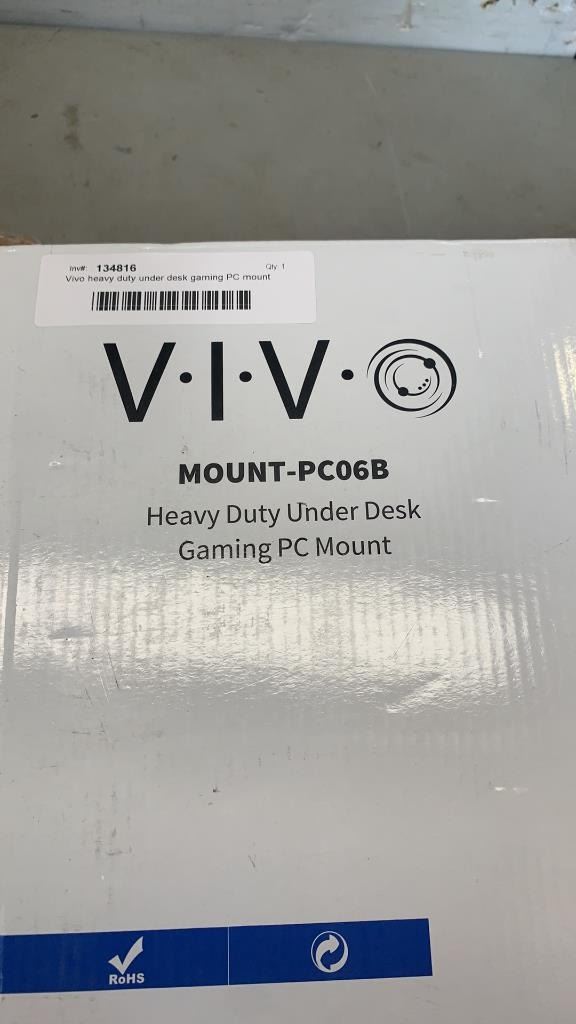 Inv#: 134816 Qty: 1
Vivo heavy duty under desk gaming PC mount
V·I·V·O
MOUNT-PC06B
Heavy Duty Under Desk
Gaming PC Mount
RoHS